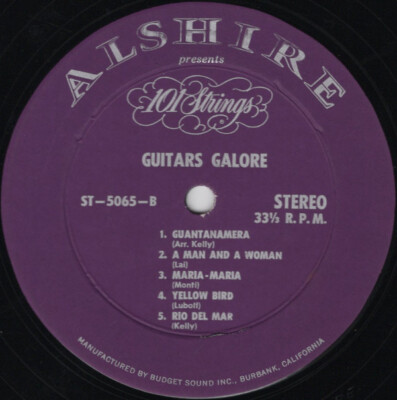 ALSHIRE
presents
101 Strings
GUITARS GALORE
ST-5065-B
STEREO
33⅓ R.P.M.
1. GUANTANAMERA
(Arr. Kelly)
2. A MAN AND A WOMAN
(Lai)
3. MARIA-MARIA
(Monti)
4. YELLOW BIRD
(Luboff)
5. RIO DEL MAR
(Kelly)
MANUFACTURED BY BUDGET SOUND INC., BURBANK, CALIFORNIA